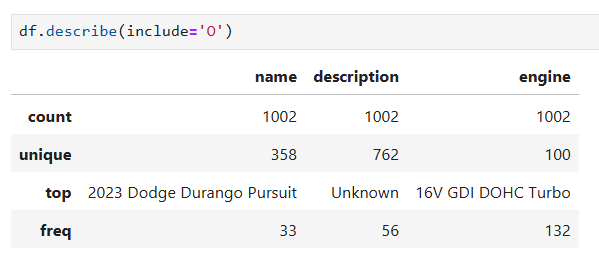 df.describe(include='O')
name description engine
count 1002 1002 1002
unique 358 762 100
top 2023 Dodge Durango Pursuit Unknown 16V GDI DOHC Turbo
freq 33 56 132